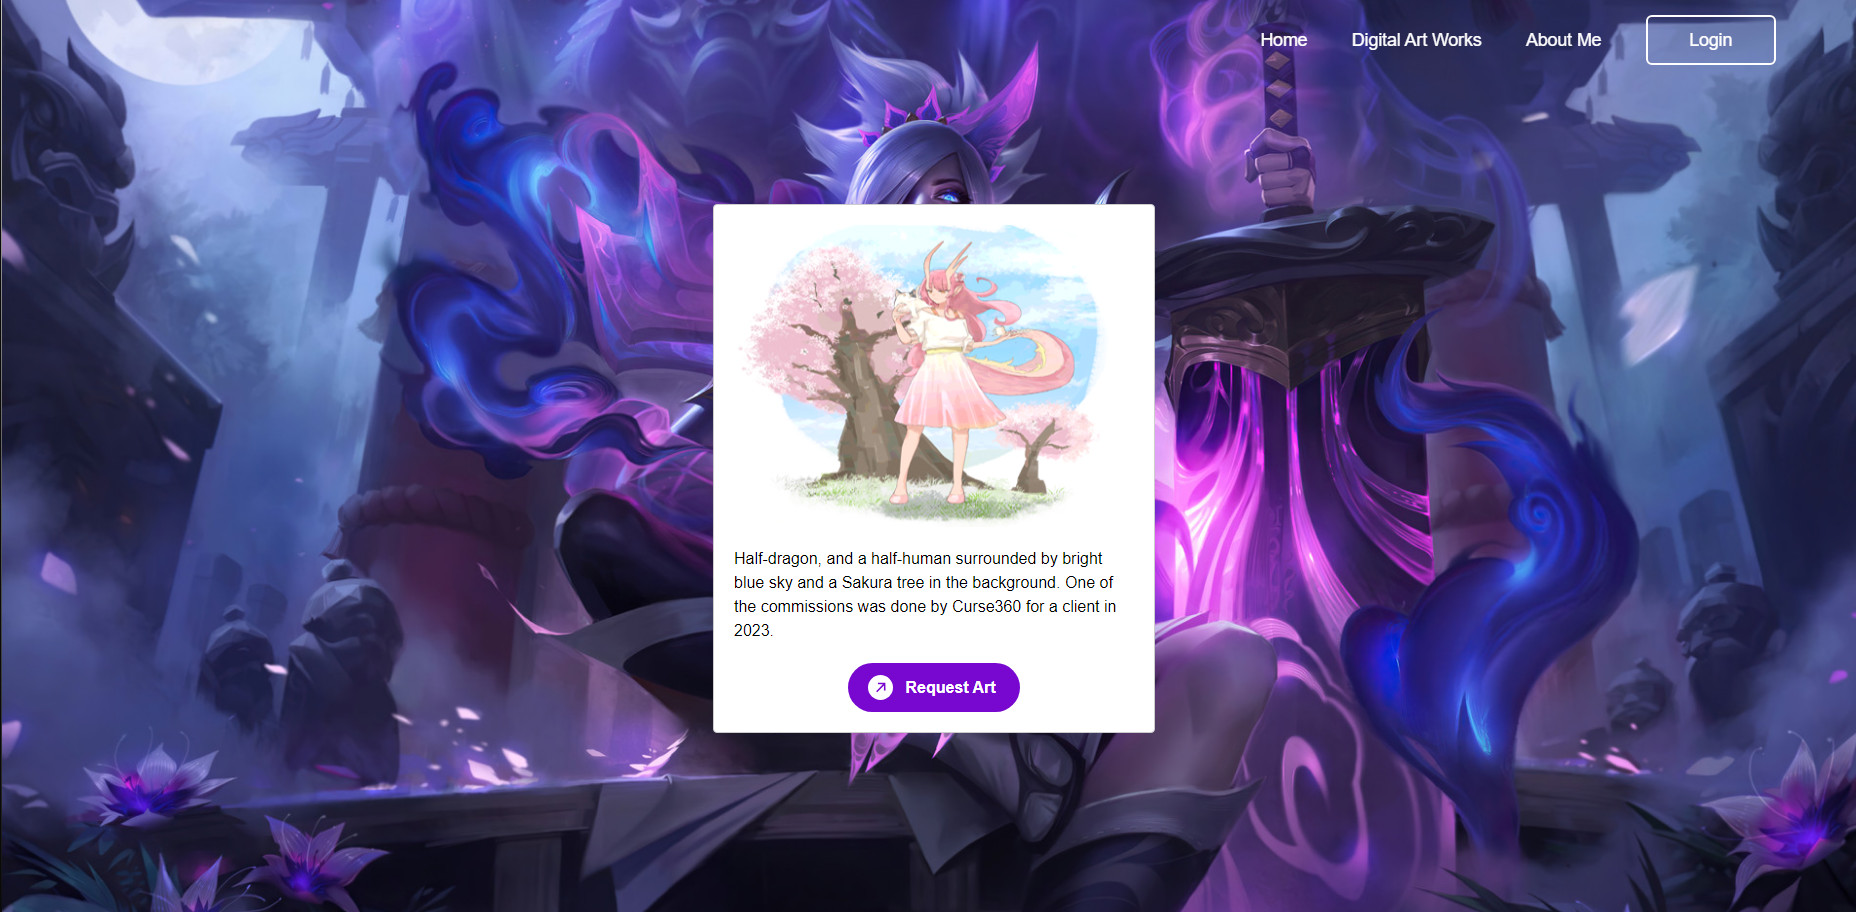 Home
Digital Art Works
About Me
Login
Half-dragon, and a half-human surrounded by bright
blue sky and a Sakura tree in the background. One of
the commissions was done by Curse360 for a client in
2023.
Request Art